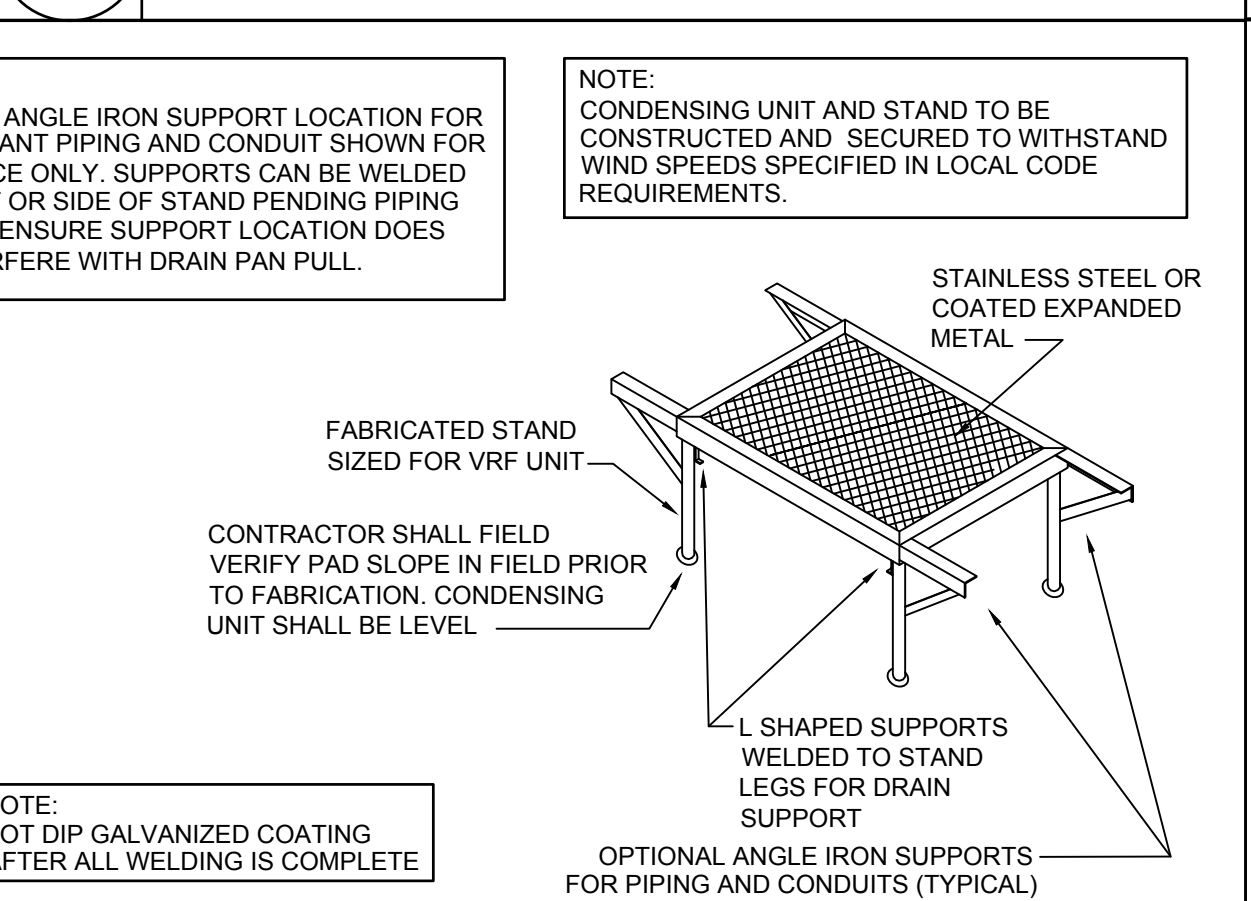 ANGLE IRON SUPPORT LOCATION FOR
PIPING AND CONDUIT SHOWN FOR
ONLY. SUPPORTS CAN BE WELDED
OR SIDE OF STAND PENDING PIPING
ENSURE SUPPORT LOCATION DOES
WITH DRAIN PAN PULL.
NOTE:
CONDENSING UNIT AND STAND TO BE
CONSTRUCTED AND SECURED TO WITHSTAND
WIND SPEEDS SPECIFIED IN LOCAL CODE
REQUIREMENTS.
STAINLESS STEEL OR
COATED EXPANDED
METAL
FABRICATED STAND
SIZED FOR VRF UNIT
CONTRACTOR SHALL FIELD
VERIFY PAD SLOPE IN FIELD PRIOR
TO FABRICATION. CONDENSING
UNIT SHALL BE LEVEL
L SHAPED SUPPORTS
WELDED TO STAND
LEGS FOR DRAIN
SUPPORT
OPTIONAL ANGLE IRON SUPPORTS
FOR PIPING AND CONDUITS (TYPICAL)
OTE:
OT DIP GALVANIZED COATING
AFTER ALL WELDING IS COMPLETE